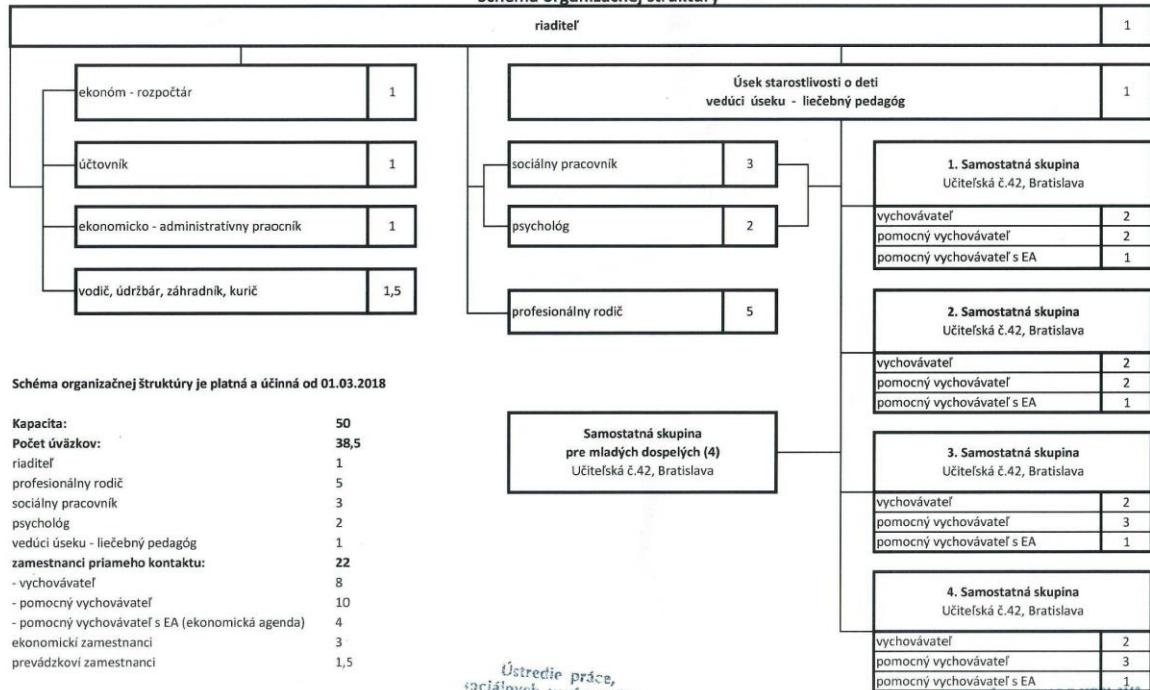 Schéma organizačnej štruktúry
riaditeľ 1
ekonóm - rozpočtár 1
účtovník 1
ekonomicko - administratívny praocník 1
vodič, údržbár, záhradník, kurič 1,5
Úsek starostlivosti o deti
vedúci úseku - liečebný pedagóg 1
sociálny pracovník 3
psychológ 2
profesionálny rodič 5
Samostatná skupina
pre mladých dospelých (4)
Učiteľská č.42, Bratislava
1. Samostatná skupina
Učiteľská č.42, Bratislava
vychovávateľ 2
pomocný vychovávateľ 2
pomocný vychovávateľ s EA 1
2. Samostatná skupina
Učiteľská č.42, Bratislava
vychovávateľ 2
pomocný vychovávateľ 2
pomocný vychovávateľ s EA 1
3. Samostatná skupina
Učiteľská č.42, Bratislava
vychovávateľ 2
pomocný vychovávateľ 3
pomocný vychovávateľ s EA 1
4. Samostatná skupina
Učiteľská č.42, Bratislava
vychovávateľ 2
pomocný vychovávateľ 3
pomocný vychovávateľ s EA 1
Schéma organizačnej štruktúry je platná a účinná od 01.03.2018
Kapacita: 50
Počet úväzkov: 38,5
riaditeľ 1
profesionálny rodič 5
sociálny pracovník 3
psychológ 2
vedúci úseku - liečebný pedagóg 1
zamestnanci priameho kontaktu: 22
- vychovávateľ 8
- pomocný vychovávateľ 10
- pomocný vychovávateľ s EA (ekonomická agenda) 4
ekonomickí zamestnanci 3
prevádzkoví zamestnanci 1,5
Ústredie práce,